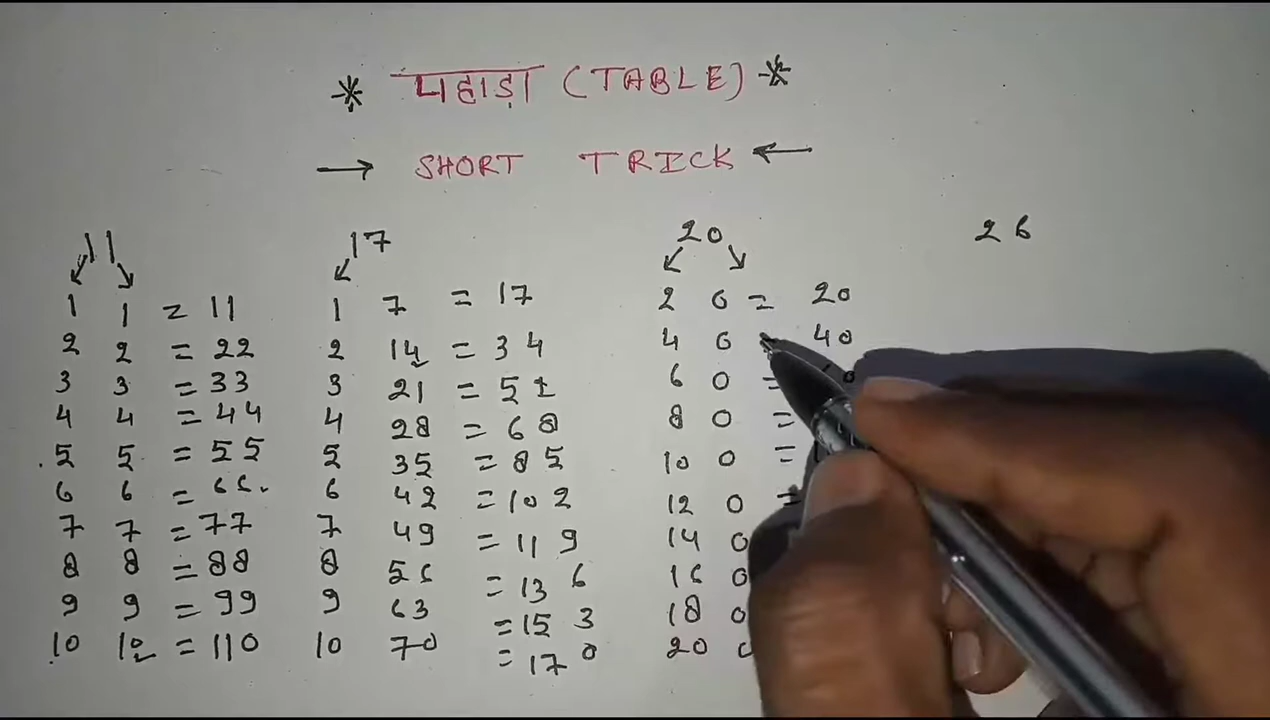 * पहाड़ा (TABLE) *
→ SHORT TRICK ←
11 17 20 26
1 1 = 11 1 7 = 17 2 0 = 20
2 2 = 22 2 14 = 34 4 0 = 40
3 3 = 33 3 21 = 51 6 0 =
4 4 = 44 4 28 = 68 8 0 =
5 5 = 55 5 35 = 85 10 0 =
6 6 = 66 6 42 = 102 12 0 =
7 7 = 77 7 49 = 119 14 0
8 8 = 88 8 56 = 136 16 0
9 9 = 99 9 63 = 153 18 0
10 10 = 110 10 70 = 170 20